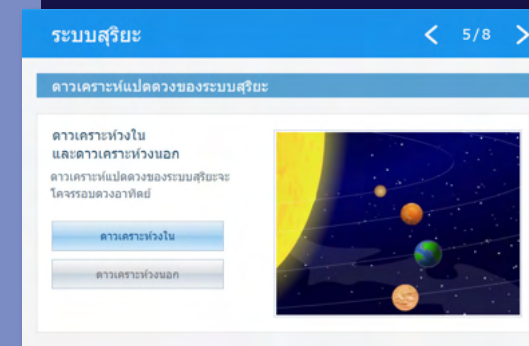 ระบบสุริยะ
5/8
ดาวเคราะห์แปดดวงของระบบสุริยะ
ดาวเคราะห์วงใน
และดาวเคราะห์วงนอก
ดาวเคราะห์แปดดวงของระบบสุริยะจะ
โคจรรอบดวงอาทิตย์
ดาวเคราะห์วงใน
ดาวเคราะห์วงนอก